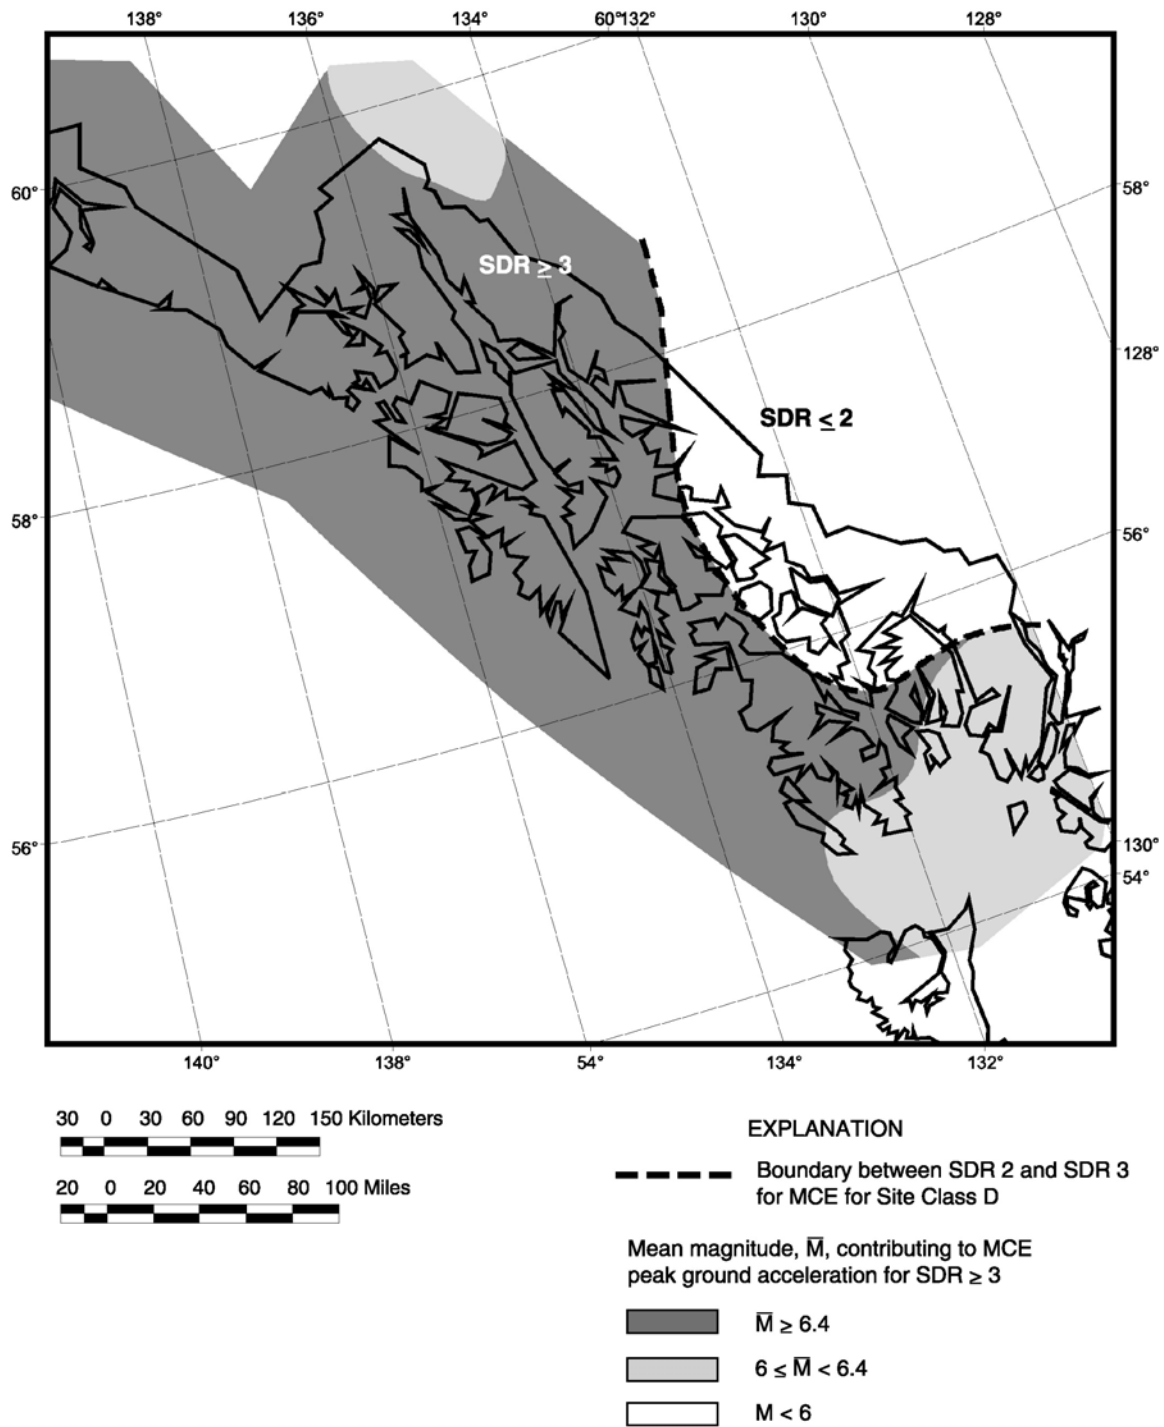 138° 136° 134° 60° 132° 130° 128°
60°
58°
SDR ≥ 3
128°
SDR ≤ 2
58°
56°
56°
130°
54°
140° 138° 54° 134° 132°
30 0 30 60 90 120 150 Kilometers
20 0 20 40 60 80 100 Miles
EXPLANATION
Boundary between SDR 2 and SDR 3
for MCE for Site Class D
Mean magnitude, M̅, contributing to MCE
peak ground acceleration for SDR ≥ 3
M̅ ≥ 6.4
6 ≤ M̅ < 6.4
M < 6